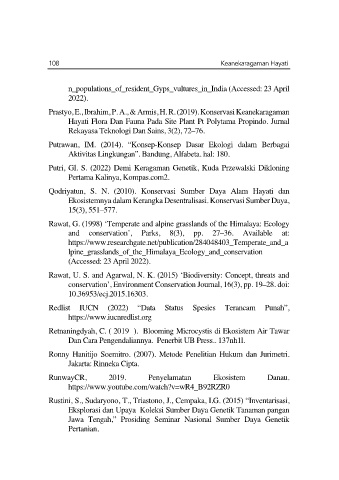 108 Keanekaragaman Hayati
n_populations_of_resident_Gyps_vultures_in_India (Accessed: 23 April
2022).
Prastyo, E., Ibrahim, P. A., & Armis, H. R. (2019). Konservasi Keanekaragaman
Hayati Flora Dan Fauna Pada Site Plant Pt Polytama Propindo. Jurnal
Rekayasa Teknologi Dan Sains, 3(2), 72–76.
Putrawan, IM. (2014). “Konsep-Konsep Dasar Ekologi dalam Berbagai
Aktivitas Lingkungan”. Bandung, Alfabeta. hal: 180.
Putri, GI. S. (2022) Demi Keragaman Genetik, Kuda Przewalski Dikloning
Pertama Kalinya, Kompas.com2.
Qodriyatun, S. N. (2010). Konservasi Sumber Daya Alam Hayati dan
Ekosistemnya dalam Kerangka Desentralisasi. Konservasi Sumber Daya,
15(3), 551–577.
Rawat, G. (1998) ‘Temperate and alpine grasslands of the Himalaya: Ecology
and conservation’, Parks, 8(3), pp. 27–36. Available at:
https://www.researchgate.net/publication/284048403_Temperate_and_a
lpine_grasslands_of_the_Himalaya_Ecology_and_conservation
(Accessed: 23 April 2022).
Rawat, U. S. and Agarwal, N. K. (2015) ‘Biodiversity: Concept, threats and
conservation’, Environment Conservation Journal, 16(3), pp. 19–28. doi:
10.36953/ecj.2015.16303.
Redlist IUCN (2022) “Data Status Spesies Terancam Punah”,
https://www.iucnredlist.org
Retnaningdyah, C. ( 2019 ). Blooming Microcystis di Ekosistem Air Tawar
Dan Cara Pengendaliannya. Penerbit UB Press.. 137nh1l.
Ronny Hanitijo Soemitro. (2007). Metode Penelitian Hukum dan Jurimetri.
Jakarta: Rinneka Cipta.
RunwayCR, 2019, Penyelamatan Ekosistem Danau.
https://www.youtube.com/watch?v=wR4_B92RZR0
Rustini, S., Sudaryono, T., Triastono, J., Cempaka, I.G. (2015) “Inventarisasi,
Eksplorasi dan Upaya Koleksi Sumber Daya Genetik Tanaman pangan
Jawa Tengah,” Prosiding Seminar Nasional Sumber Daya Genetik
Pertanian.